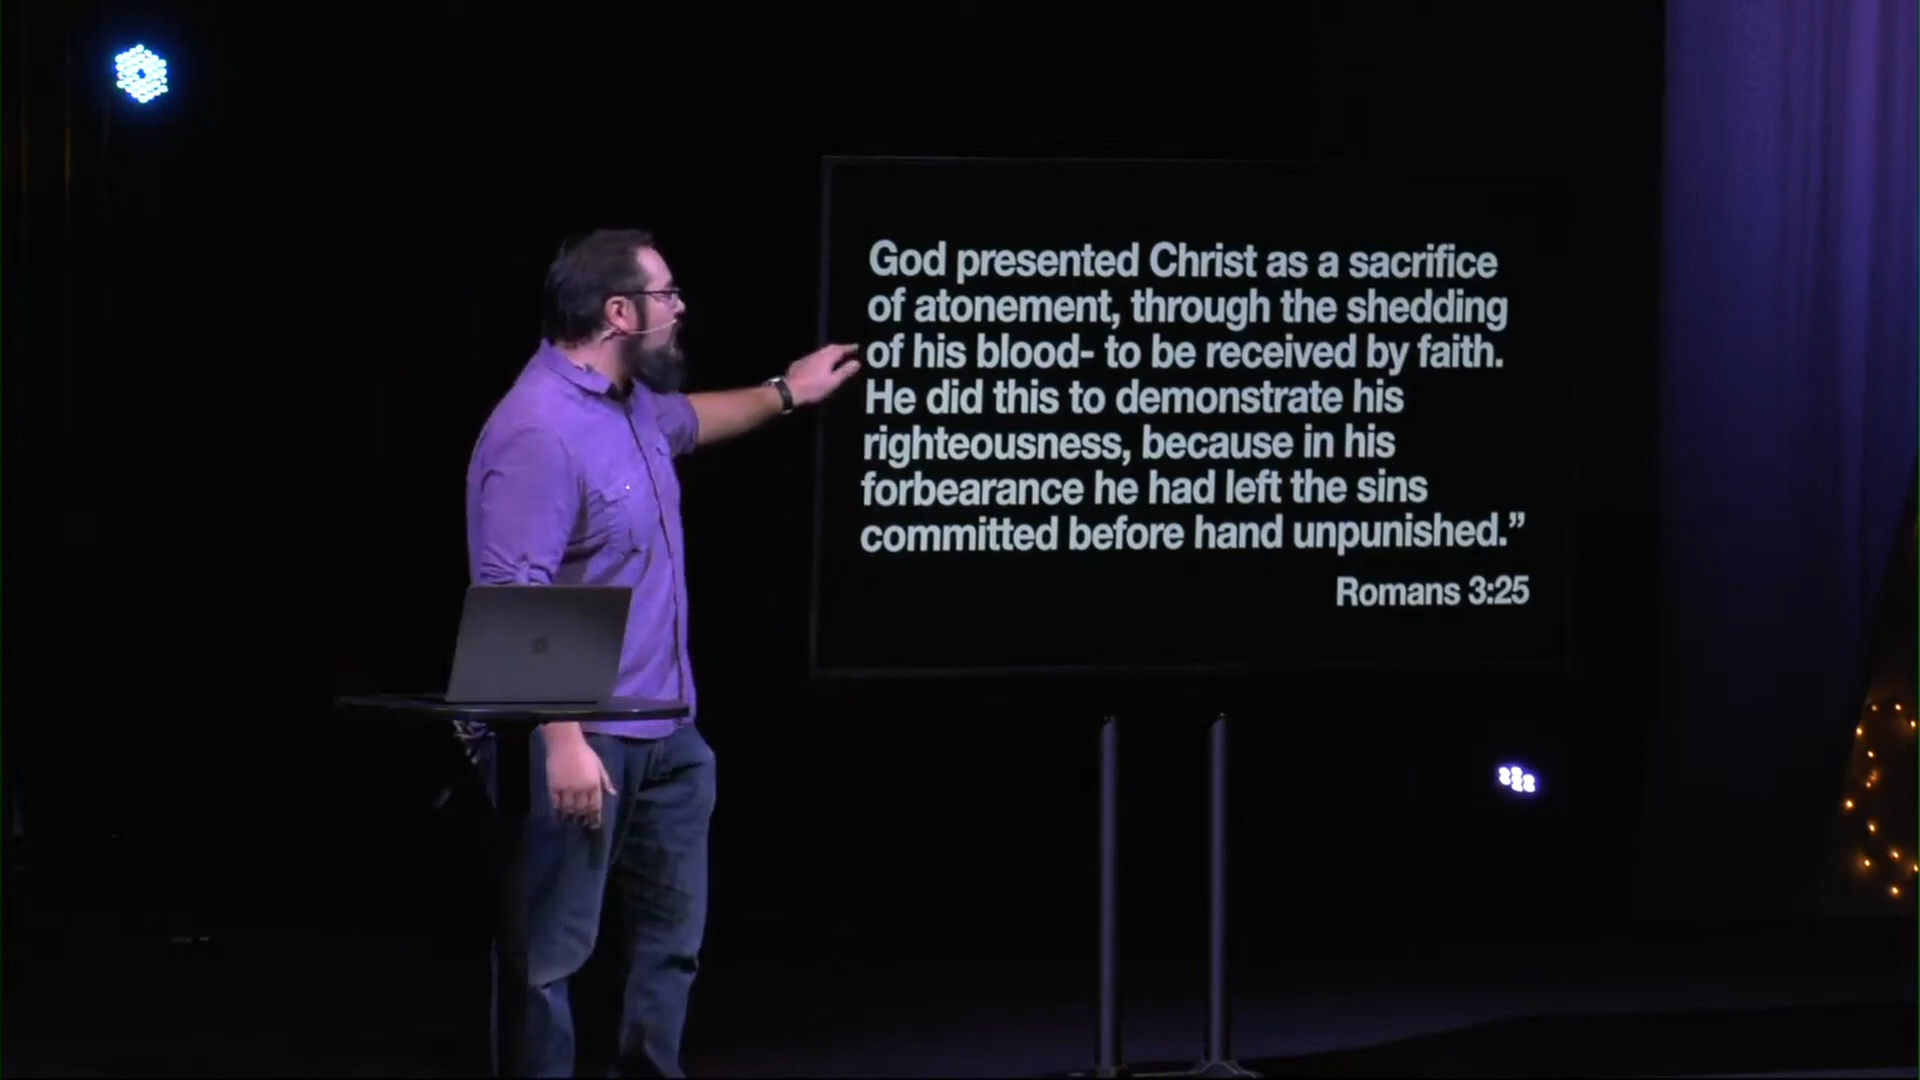 God presented Christ as a sacrifice
of atonement, through the shedding
of his blood- to be received by faith.
He did this to demonstrate his
righteousness, because in his
forbearance he had left the sins
committed before hand unpunished.”
Romans 3:25